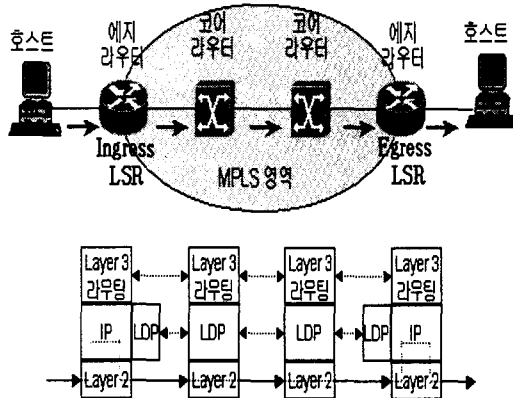 호스트
에지
라우터
코어
라우터
코어
라우터
에지
라우터
호스트
Ingress
LSR
MPLS 영역
Egress
LSR
Layer 3
라우팅
Layer 3
라우팅
Layer 3
라우팅
Layer 3
라우팅
IP
LDP
LDP
LDP
LDP
IP
Layer 2
Layer 2
Layer 2
Layer 2